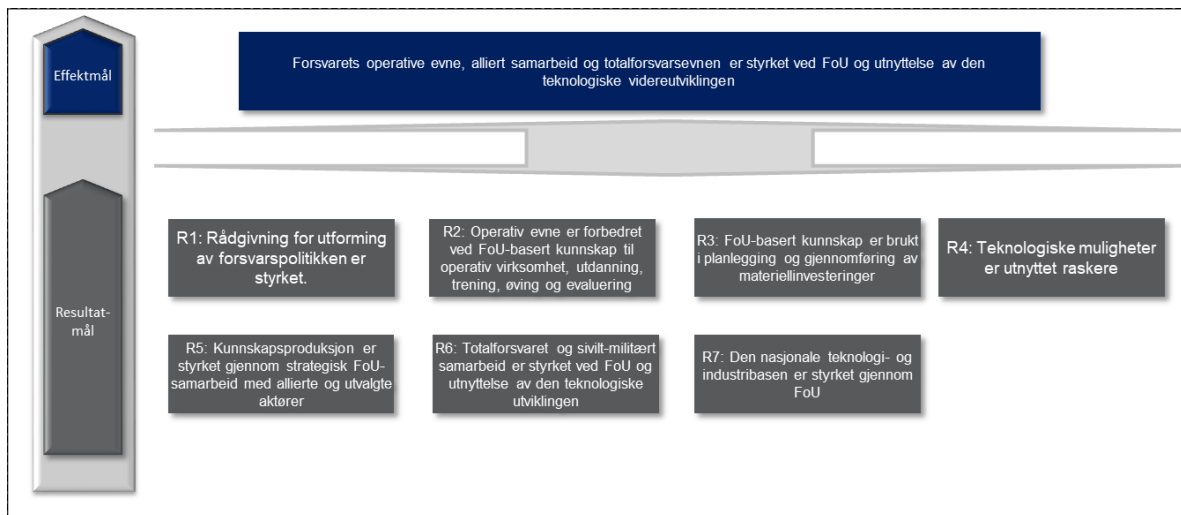 Effektmål
Forsvarets operative evne, alliert samarbeid og totalforsvarsevnen er styrket ved FoU og utnyttelse av den
teknologiske videreutviklingen
Resultat-
mål
R1: Rådgivning for utforming
av forsvarspolitikken er
styrket.
R2: Operativ evne er forbedret
ved FoU-basert kunnskap til
operativ virksomhet, utdanning,
trening, øving og evaluering
R3: FoU-basert kunnskap er brukt
i planlegging og gjennomføring av
materiellinvesteringer
R4: Teknologiske muligheter
er utnyttet raskere
R5: Kunnskapsproduksjon er
styrket gjennom strategisk FoU-
samarbeid med allierte og utvalgte
aktører
R6: Totalforsvaret og sivilt-militært
samarbeid er styrket ved FoU og
utnyttelse av den teknologiske
utviklingen
R7: Den nasjonale teknologi- og
industribasen er styrket gjennom
FoU